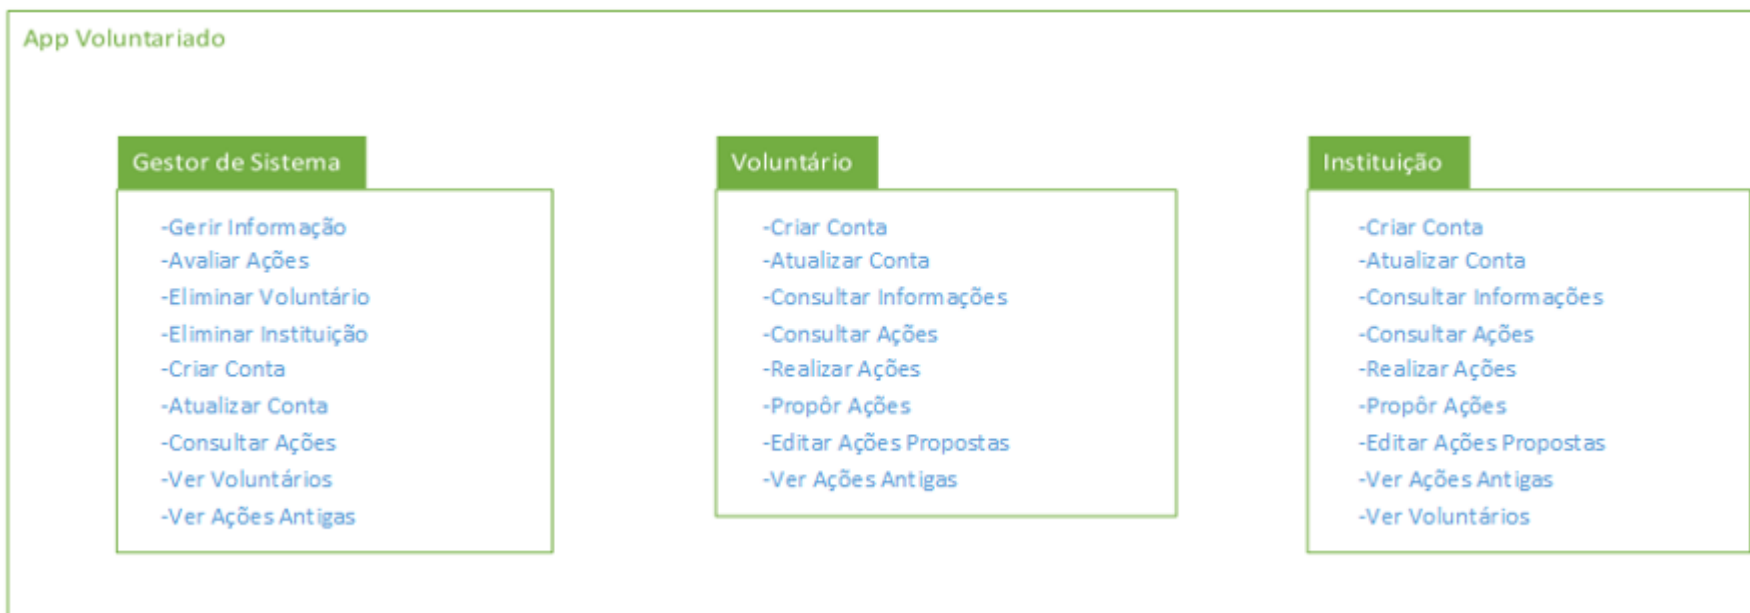 App Voluntariado
Gestor de Sistema
-Gerir Informação
-Avaliar Ações
-Eliminar Voluntário
-Eliminar Instituição
-Criar Conta
-Atualizar Conta
-Consultar Ações
-Ver Voluntários
-Ver Ações Antigas
Voluntário
-Criar Conta
-Atualizar Conta
-Consultar Informações
-Consultar Ações
-Realizar Ações
-Propôr Ações
-Editar Ações Propostas
-Ver Ações Antigas
Instituição
-Criar Conta
-Atualizar Conta
-Consultar Informações
-Consultar Ações
-Realizar Ações
-Propôr Ações
-Editar Ações Propostas
-Ver Ações Antigas
-Ver Voluntários